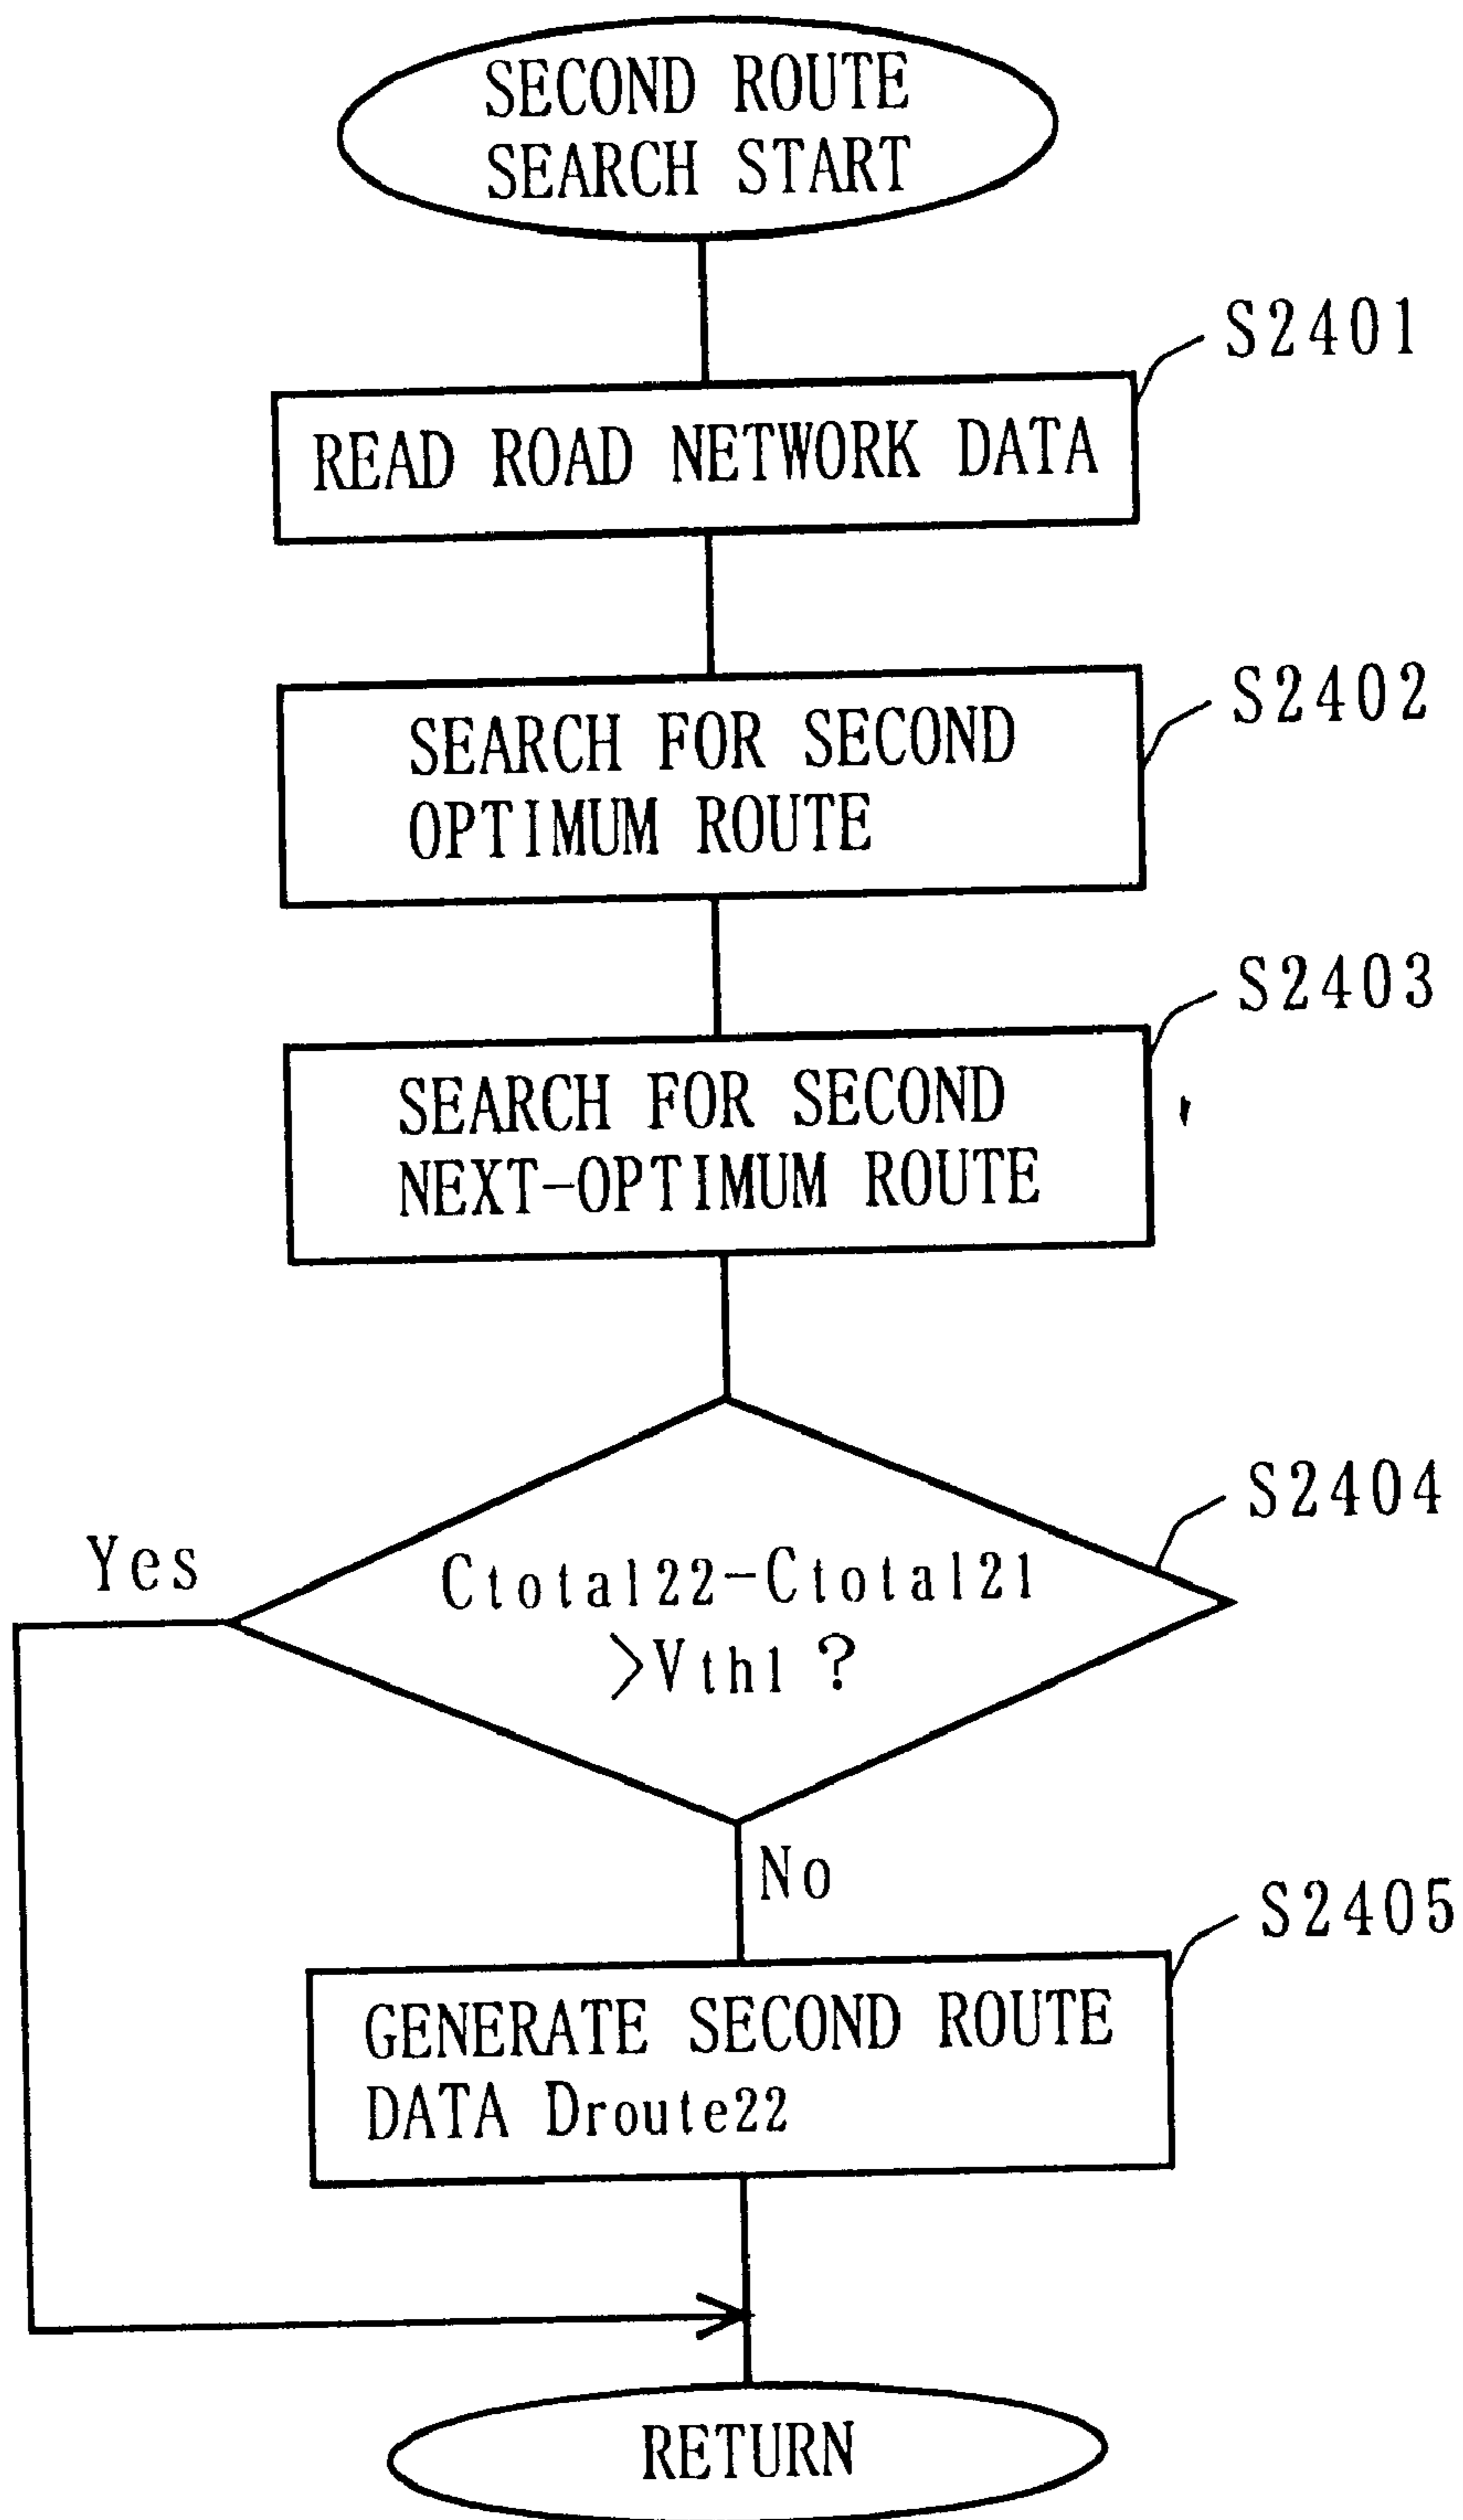 SECOND ROUTE
SEARCH START
S2401
READ ROAD NETWORK DATA
S2402
SEARCH FOR SECOND
OPTIMUM ROUTE
S2403
SEARCH FOR SECOND
NEXT-OPTIMUM ROUTE
S2404
Yes
Ctotal22-Ctotal21
>Vth1 ?
No
S2405
GENERATE SECOND ROUTE
DATA Droute22
RETURN